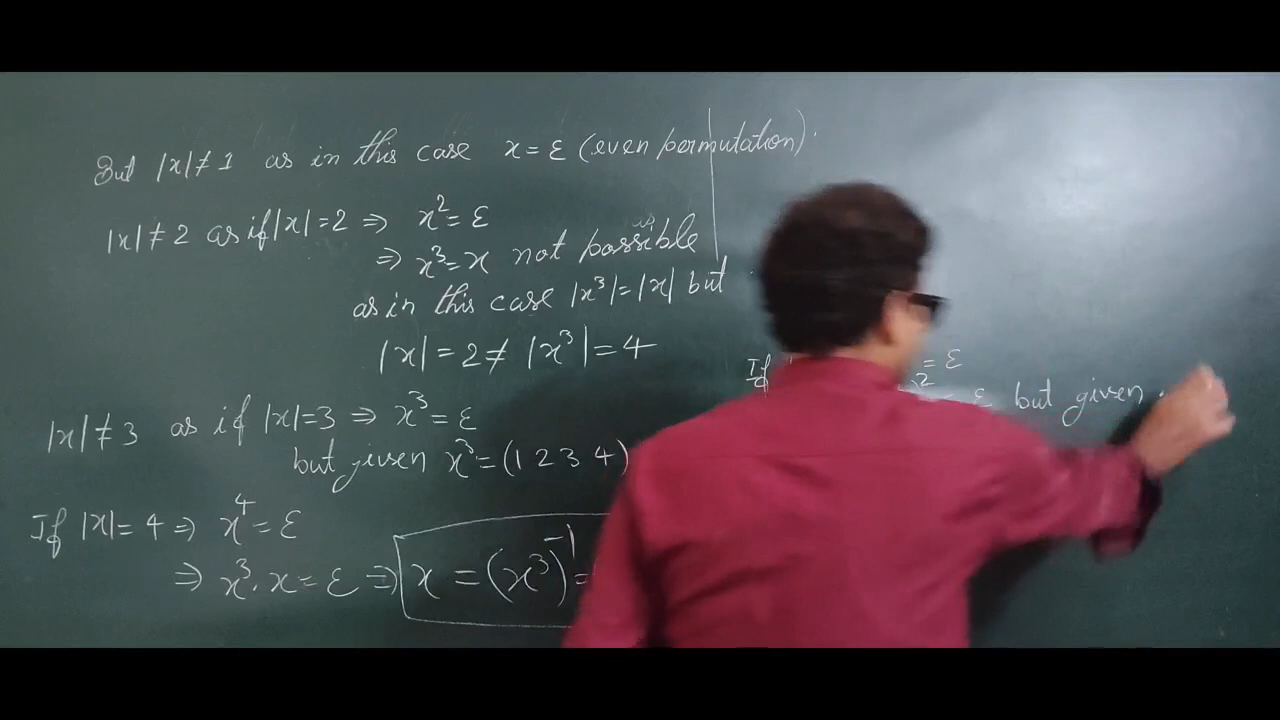 But |x| ≠ 1 as in this case x = ε (even permutation).
|x| ≠ 2 as if |x| = 2 ⇒ x² = ε
⇒ x³ = x not possible
as in this case |x³| = |x| but
|x| = 2 ≠ |x³| = 4
|x| ≠ 3 as if |x| = 3 ⇒ x³ = ε
but given x³ = (1 2 3 4)
If |x| = 4 ⇒ x⁴ = ε
⇒ x³. x = ε ⇒ x = (x³)⁻¹ =
If = ε
ε but given